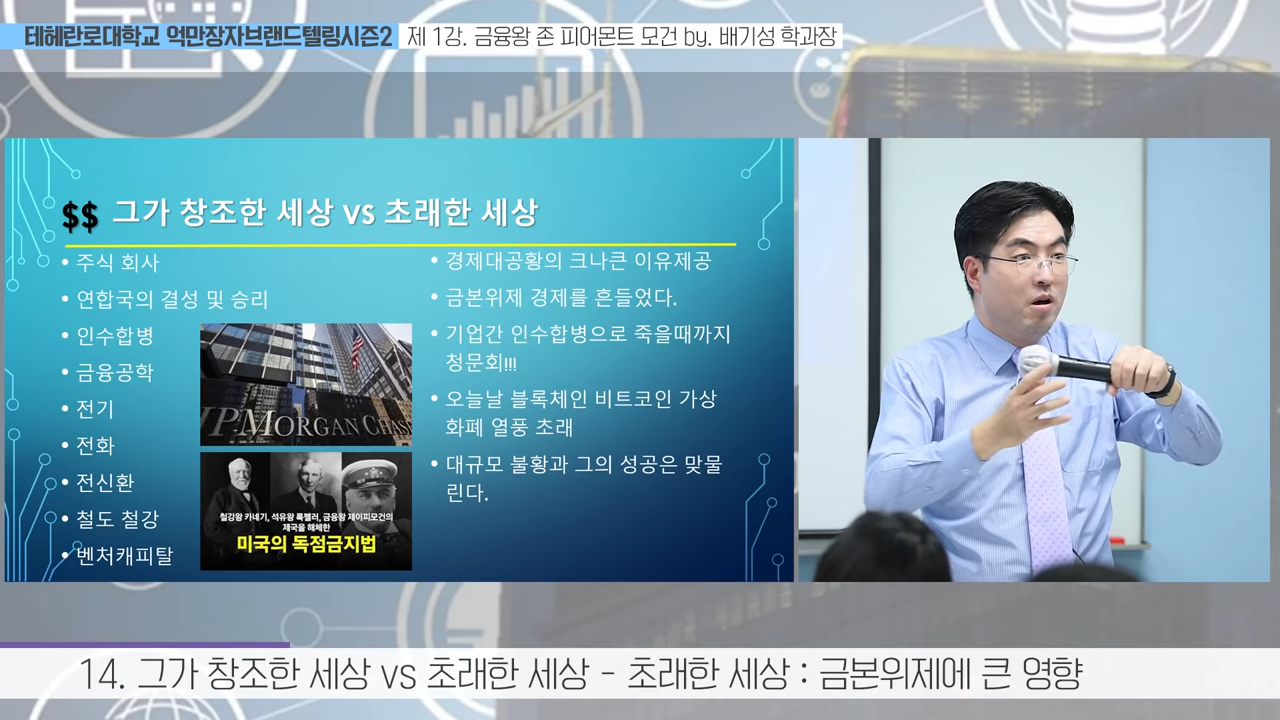 테헤란로대학교 억만장자브랜드텔링시즌2 제 1강. 금융왕 존 피어몬트 모건 by. 배기성 학과장
$$ 그가 창조한 세상 vs 초래한 세상
• 주식 회사
• 연합국의 결성 및 승리
• 인수합병
• 금융공학
• 전기
• 전화
• 전신환
• 철도 철강
• 벤처캐피탈
JP MORGAN CHASE
철강왕 카네기, 석유왕 록펠러, 금융왕 제이피모건의
제국을 해체한
미국의 독점금지법
• 경제대공황의 크나큰 이유제공
• 금본위제 경제를 흔들었다.
• 기업간 인수합병으로 죽을때까지
청문회!!!
• 오늘날 블록체인 비트코인 가상
화폐 열풍 초래
• 대규모 불황과 그의 성공은 맞물
린다.
14. 그가 창조한 세상 vs 초래한 세상 - 초래한 세상 : 금본위제에 큰 영향